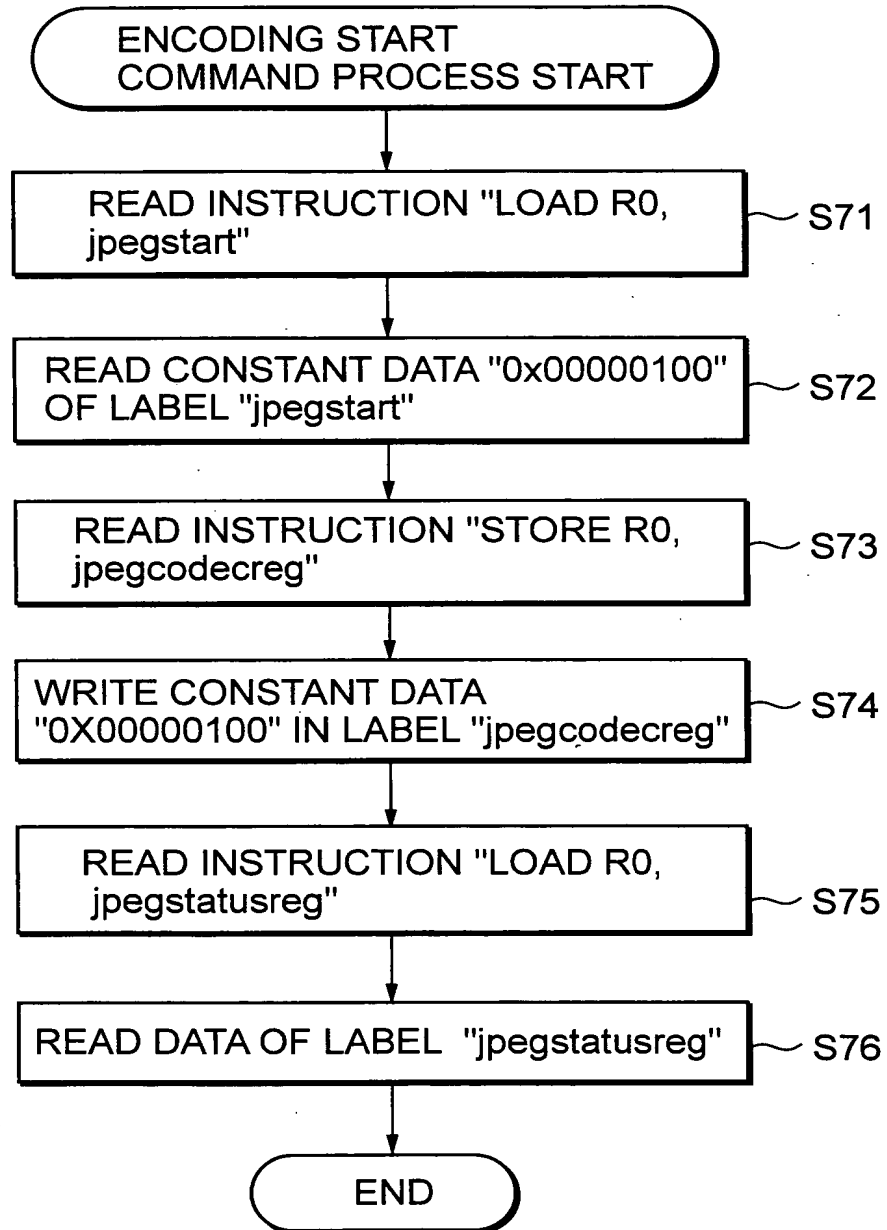 ENCODING START
COMMAND PROCESS START
READ INSTRUCTION "LOAD R0,
jpegstart"
S71
READ CONSTANT DATA "0x00000100"
OF LABEL "jpegstart"
S72
READ INSTRUCTION "STORE R0,
jpegcodecreg"
S73
WRITE CONSTANT DATA
"0X00000100" IN LABEL "jpegcodecreg"
S74
READ INSTRUCTION "LOAD R0,
jpegstatusreg"
S75
READ DATA OF LABEL "jpegstatusreg"
S76
END